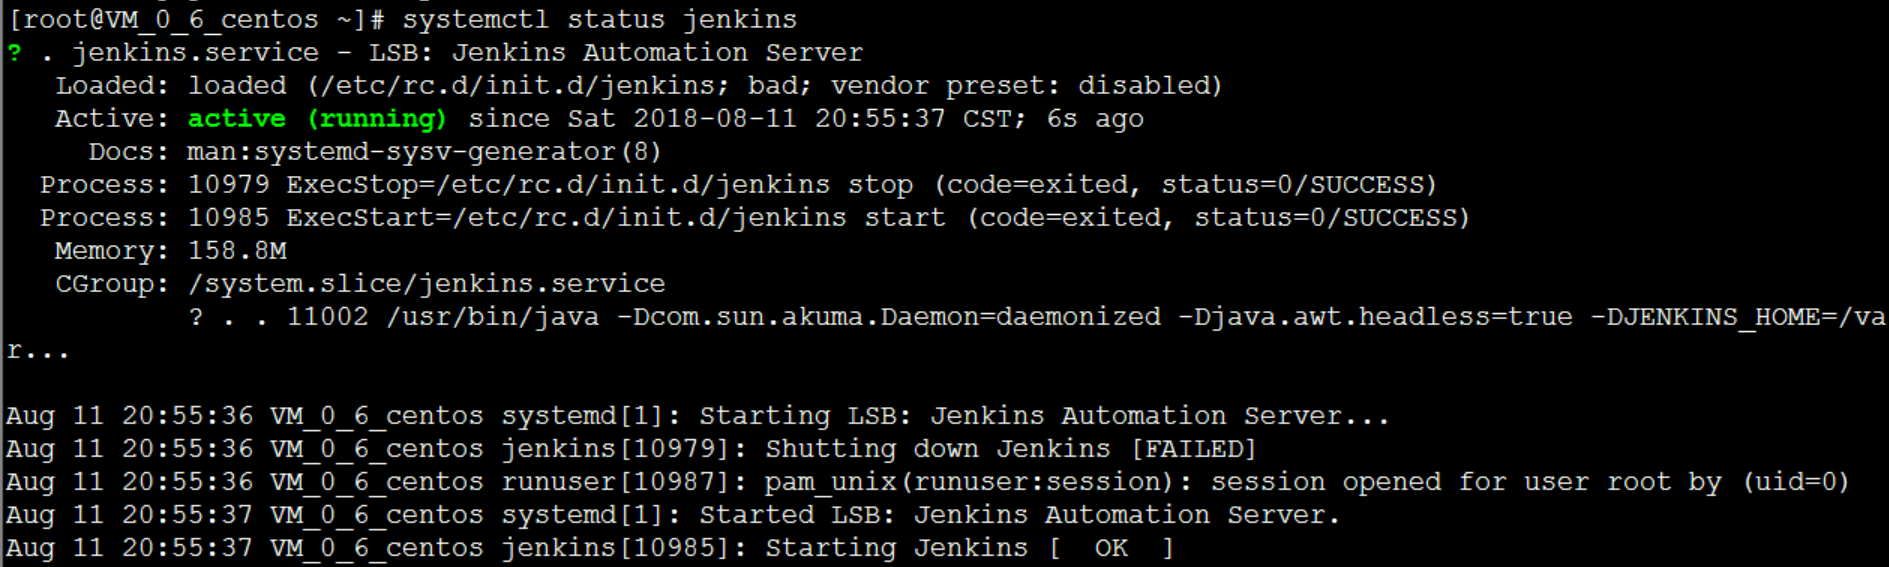 [root@VM_0_6_centos ~]# systemctl status jenkins
? . jenkins.service - LSB: Jenkins Automation Server
   Loaded: loaded (/etc/rc.d/init.d/jenkins; bad; vendor preset: disabled)
   Active: active (running) since Sat 2018-08-11 20:55:37 CST; 6s ago
     Docs: man:systemd-sysv-generator(8)
  Process: 10979 ExecStop=/etc/rc.d/init.d/jenkins stop (code=exited, status=0/SUCCESS)
  Process: 10985 ExecStart=/etc/rc.d/init.d/jenkins start (code=exited, status=0/SUCCESS)
   Memory: 158.8M
   CGroup: /system.slice/jenkins.service
           ? . . 11002 /usr/bin/java -Dcom.sun.akuma.Daemon=daemonized -Djava.awt.headless=true -DJENKINS_HOME=/va
r...

Aug 11 20:55:36 VM_0_6_centos systemd[1]: Starting LSB: Jenkins Automation Server...
Aug 11 20:55:36 VM_0_6_centos jenkins[10979]: Shutting down Jenkins [FAILED]
Aug 11 20:55:36 VM_0_6_centos runuser[10987]: pam_unix(runuser:session): session opened for user root by (uid=0)
Aug 11 20:55:37 VM_0_6_centos systemd[1]: Started LSB: Jenkins Automation Server.
Aug 11 20:55:37 VM_0_6_centos jenkins[10985]: Starting Jenkins [  OK  ]